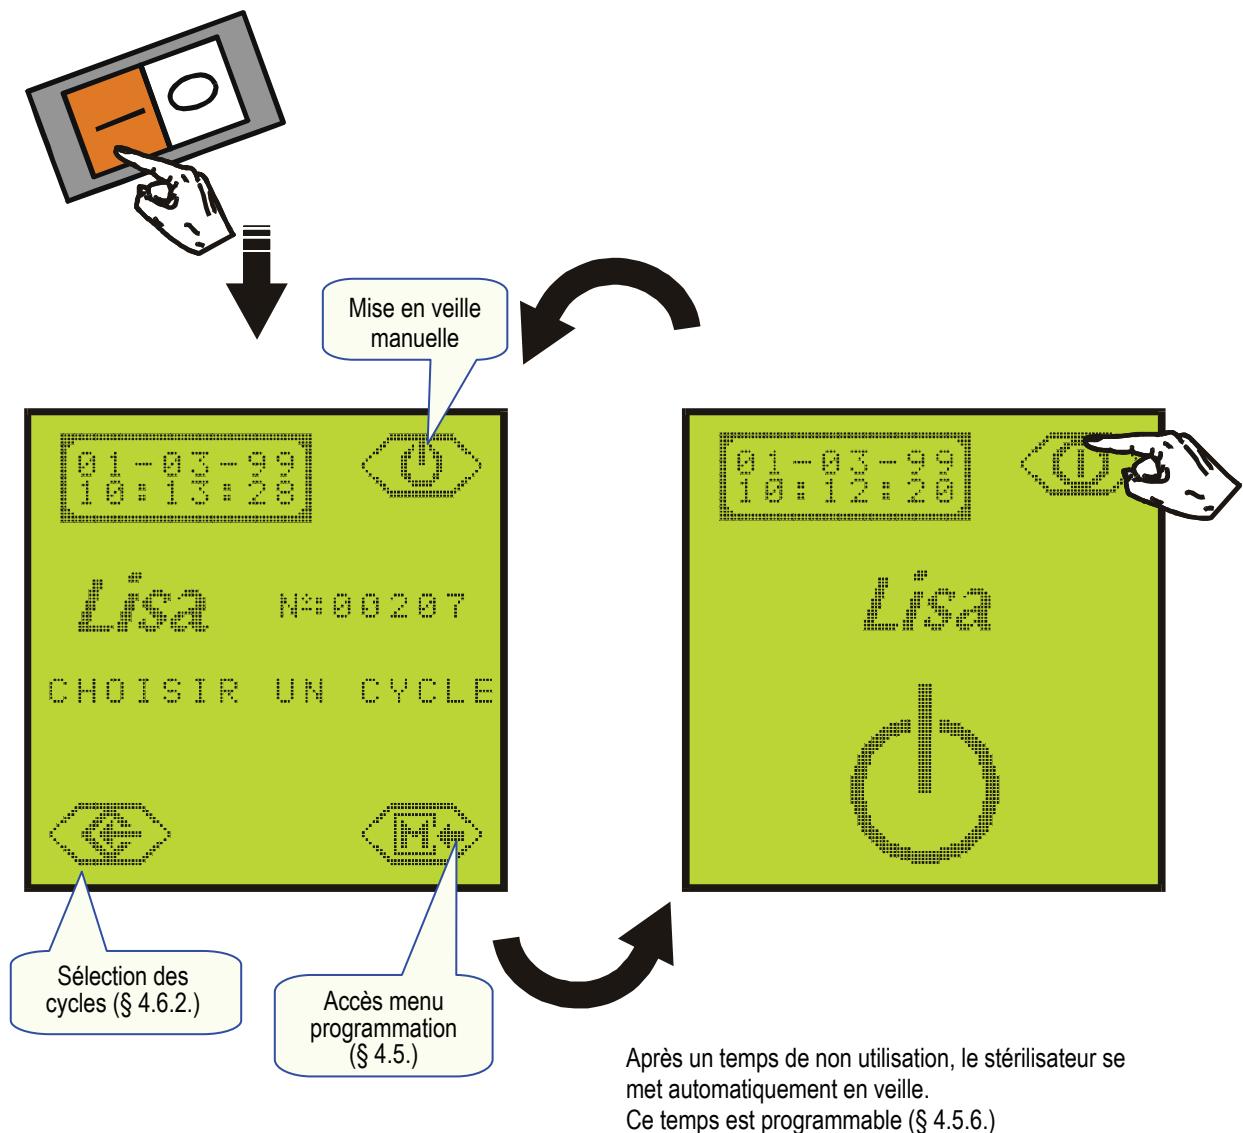 Mise en veille
manuelle
01-03-99
10:13:28
Lisa N°:00207
CHOISIR UN CYCLE
M
Sélection des
cycles (§ 4.6.2.)
Accès menu
programmation
(§ 4.5.)
01-03-99
10:12:20
Lisa
Après un temps de non utilisation, le stérilisateur se
met automatiquement en veille.
Ce temps est programmable (§ 4.5.6.)